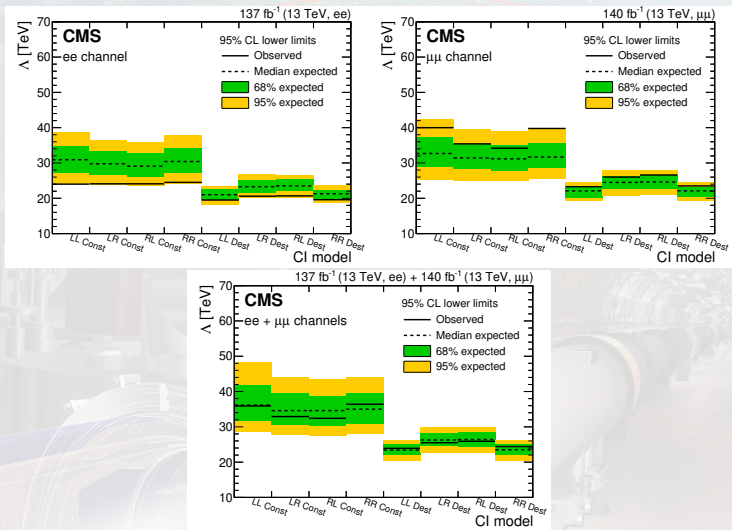 137 fb⁻¹ (13 TeV, ee)
Λ [TeV]
70
60
50
40
30
20
10
CMS
ee channel
95% CL lower limits
Observed
Median expected
68% expected
95% expected
LL Const
LR Const
RL Const
RR Const
LL Dest
LR Dest
RL Dest
RR Dest
CI model
140 fb⁻¹ (13 TeV, μμ)
Λ [TeV]
70
60
50
40
30
20
10
CMS
μμ channel
95% CL lower limits
Observed
Median expected
68% expected
95% expected
LL Const
LR Const
RL Const
RR Const
LL Dest
LR Dest
RL Dest
RR Dest
CI model
137 fb⁻¹ (13 TeV, ee) + 140 fb⁻¹ (13 TeV, μμ)
Λ [TeV]
70
60
50
40
30
20
10
CMS
ee + μμ channels
95% CL lower limits
Observed
Median expected
68% expected
95% expected
LL Const
LR Const
RL Const
RR Const
LL Dest
LR Dest
RL Dest
RR Dest
CI model